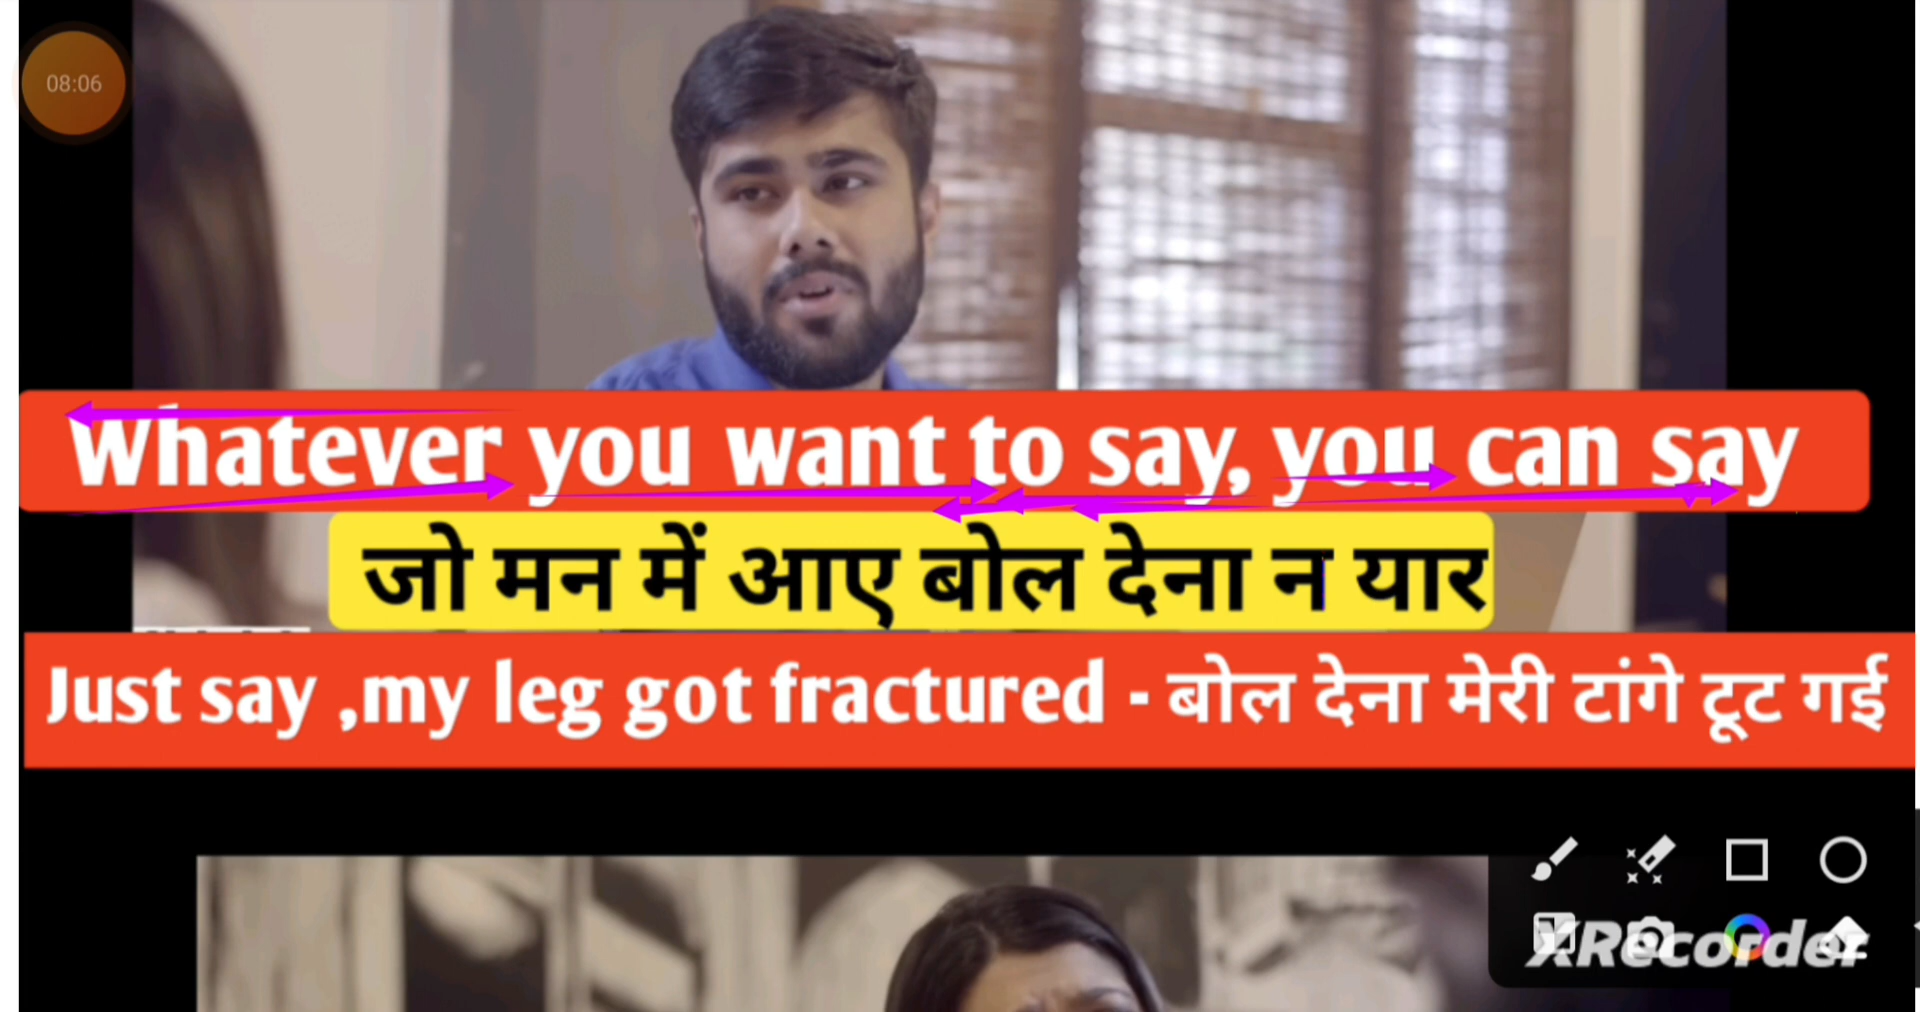 08:06
Whatever you want to say, you can say
जो मन में आए बोल देना न यार
Just say ,my leg got fractured - बोल देना मेरी टांगे टूट गई
XRecorder